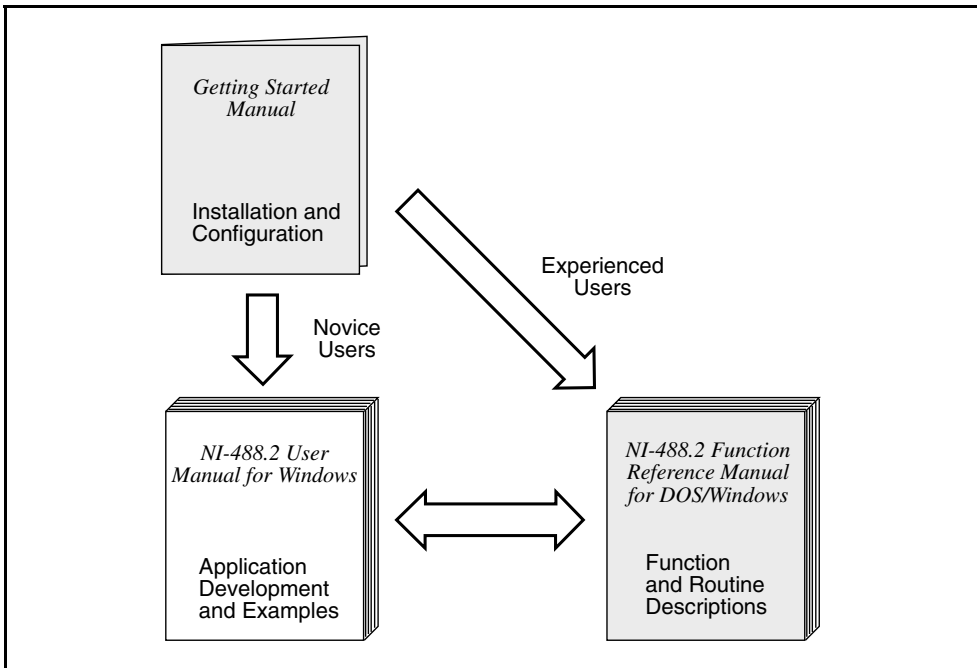 Getting Started
Manual
Installation and
Configuration
Experienced
Users
Novice
Users
NI-488.2 User
Manual for Windows
Application
Development
and Examples
NI-488.2 Function
Reference Manual
for DOS/Windows
Function
and Routine
Descriptions